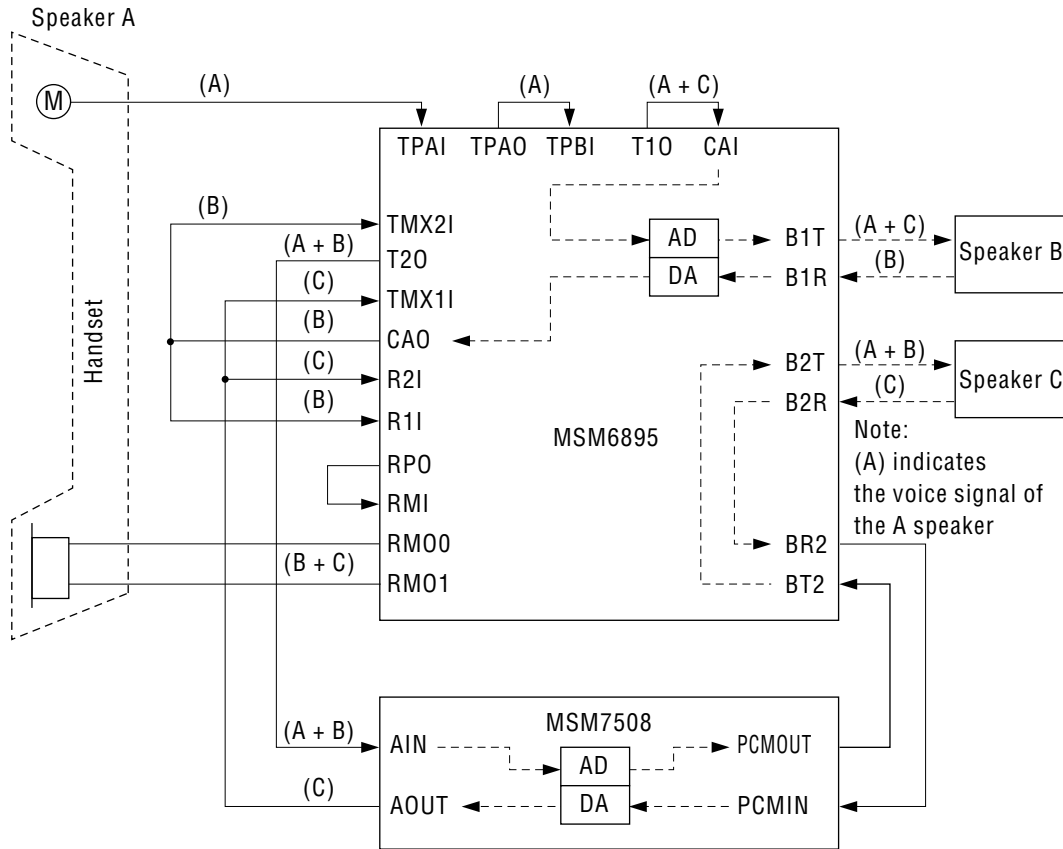 Speaker A
(A)
(A)
(A + C)
M
TPAI TPAO TPBI T1O CAI
(B)
TMX2I
(A + B)
T2O
(C)
TMX1I
(B)
CAO
(C)
R2I
(B)
R1I
RPO
RMI
RMO0
(B + C)
RMO1
Handset
AD
DA
B1T
(A + C)
B1R
(B)
Speaker B
B2T
(A + B)
B2R
(C)
Speaker C
MSM6895
Note:
(A) indicates
the voice signal of
the A speaker
BR2
BT2
MSM7508
(A + B)
AIN
AD
PCMOUT
(C)
AOUT
DA
PCMIN